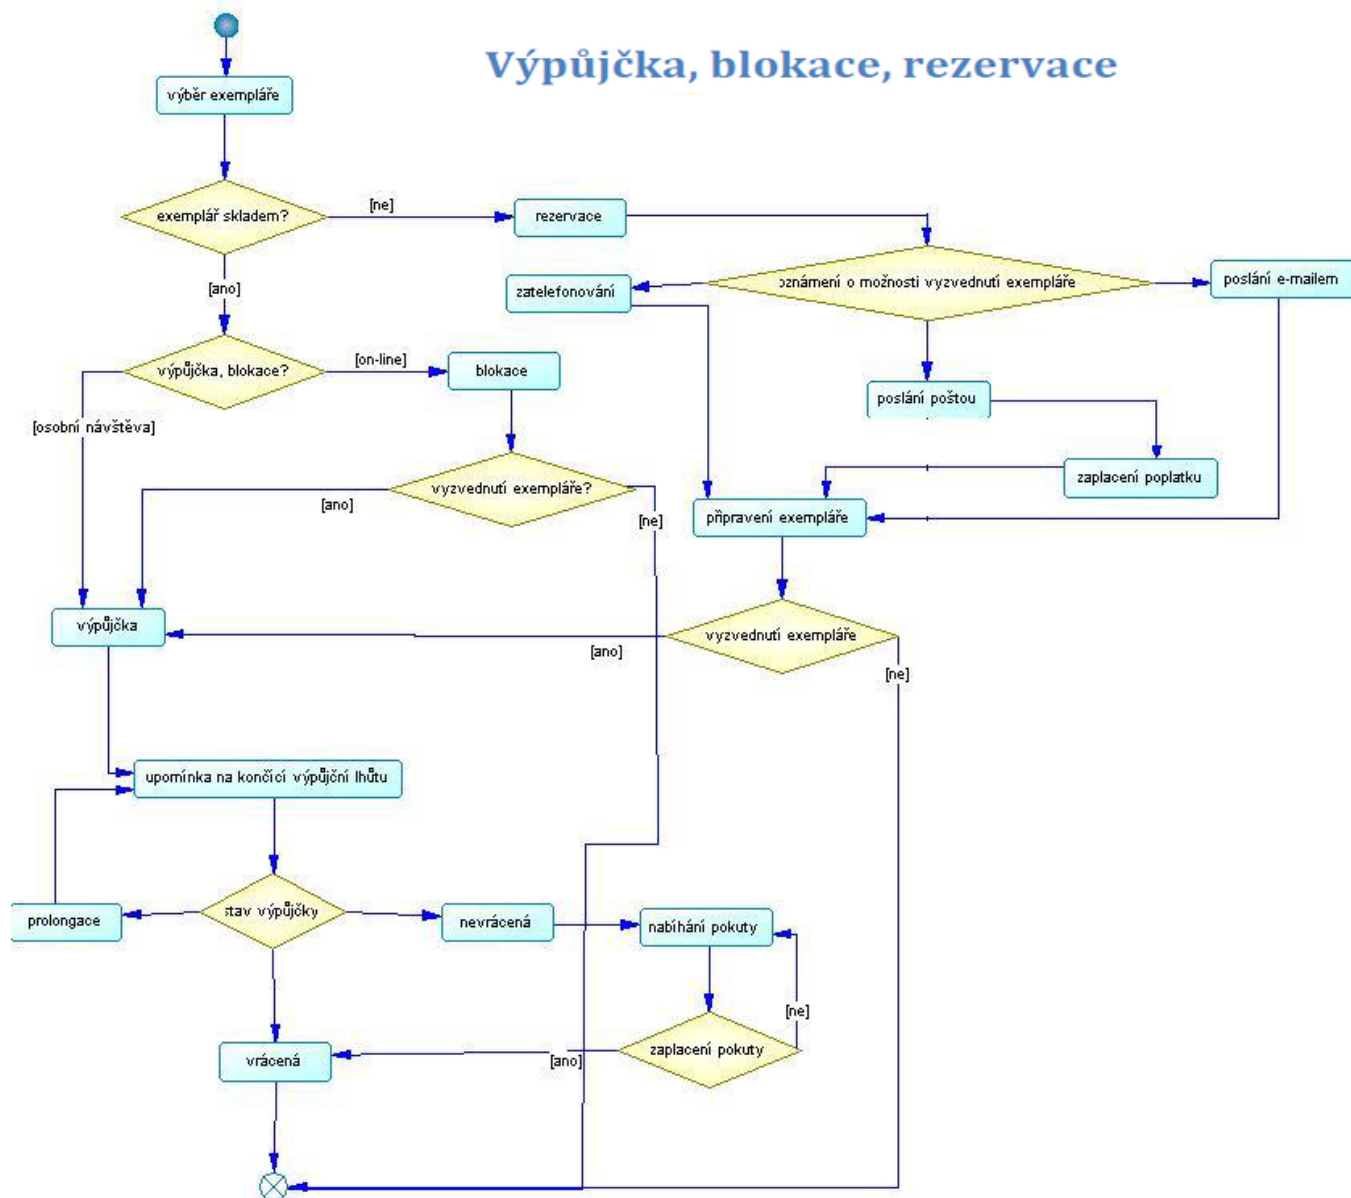 Výpůjčka, blokace, rezervace
výběr exempláře
exemplář skladem?
[ne]
rezervace
[ano]
zatelefonování
oznámení o možnosti vyzvednutí exempláře
poslání e-mailem
výpůjčka, blokace?
[on-line]
blokace
poslání poštou
[osobní návštěva]
zaplacení poplatku
vyzvednutí exempláře?
[ano]
[ne]
připravení exempláře
výpůjčka
vyzvednutí exempláře
[ano]
[ne]
upomínka na končící výpůjční lhůtu
prolongace
stav výpůjčky
nevrácená
nabíhání pokuty
[ne]
vrácená
[ano]
zaplacení pokuty